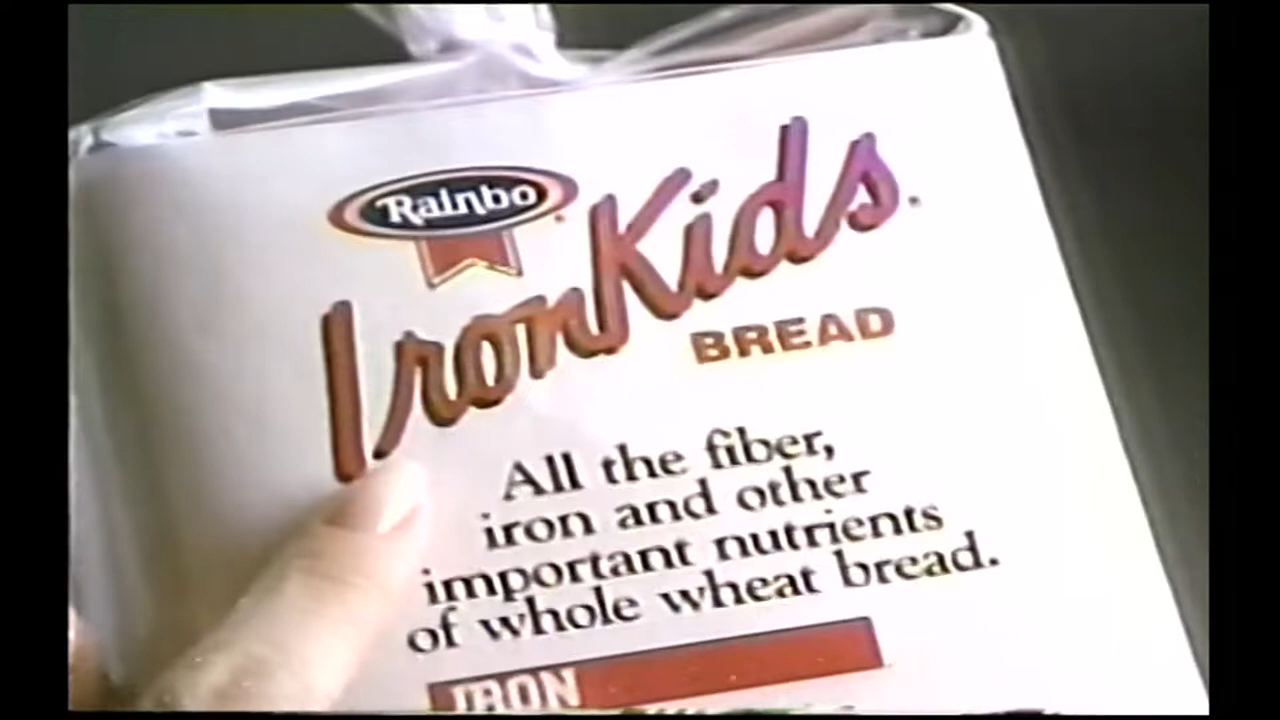 Rainbo
IronKids.
BREAD
All the fiber,
iron and other
important nutrients
of whole wheat bread.
IRON